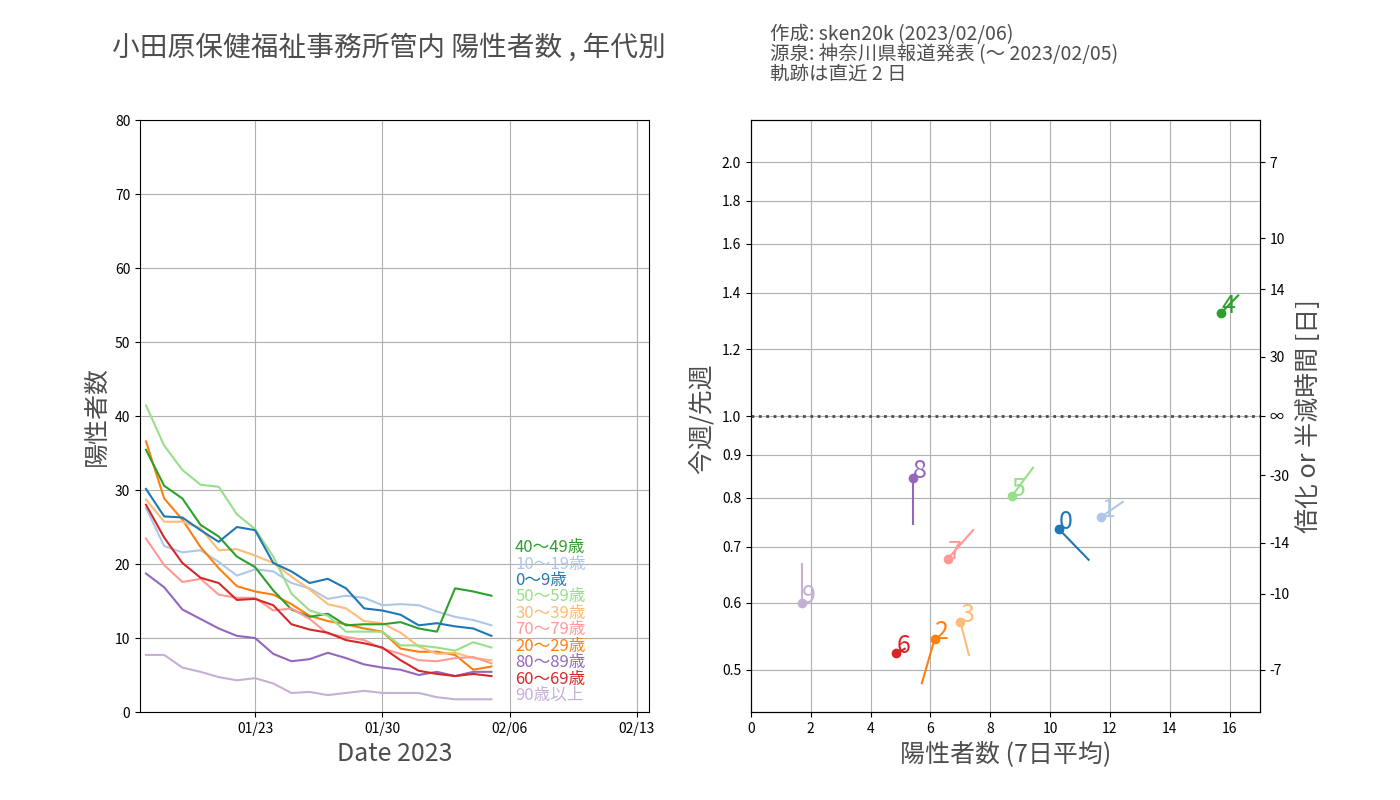 小田原保健福祉事務所管内 陽性者数 , 年代別
作成: sken20k (2023/02/06)
源泉: 神奈川県報道発表 (〜 2023/02/05)
軌跡は直近 2 日
陽性者数
80
70
60
50
40
30
20
10
0
01/23
01/30
02/06
02/13
Date 2023
40〜49歳
10〜19歳
0〜9歳
50〜59歳
30〜39歳
70〜79歳
20〜29歳
80〜89歳
60〜69歳
90歳以上
今週/先週
2.0
1.8
1.6
1.4
1.2
1.0
0.9
0.8
0.7
0.6
0.5
4
8
5
1
0
7
9
3
2
6
0
2
4
6
8
10
12
14
16
陽性者数 (7日平均)
7
10
14
30
∞
-30
-14
-10
-7
倍化 or 半減時間 [日]